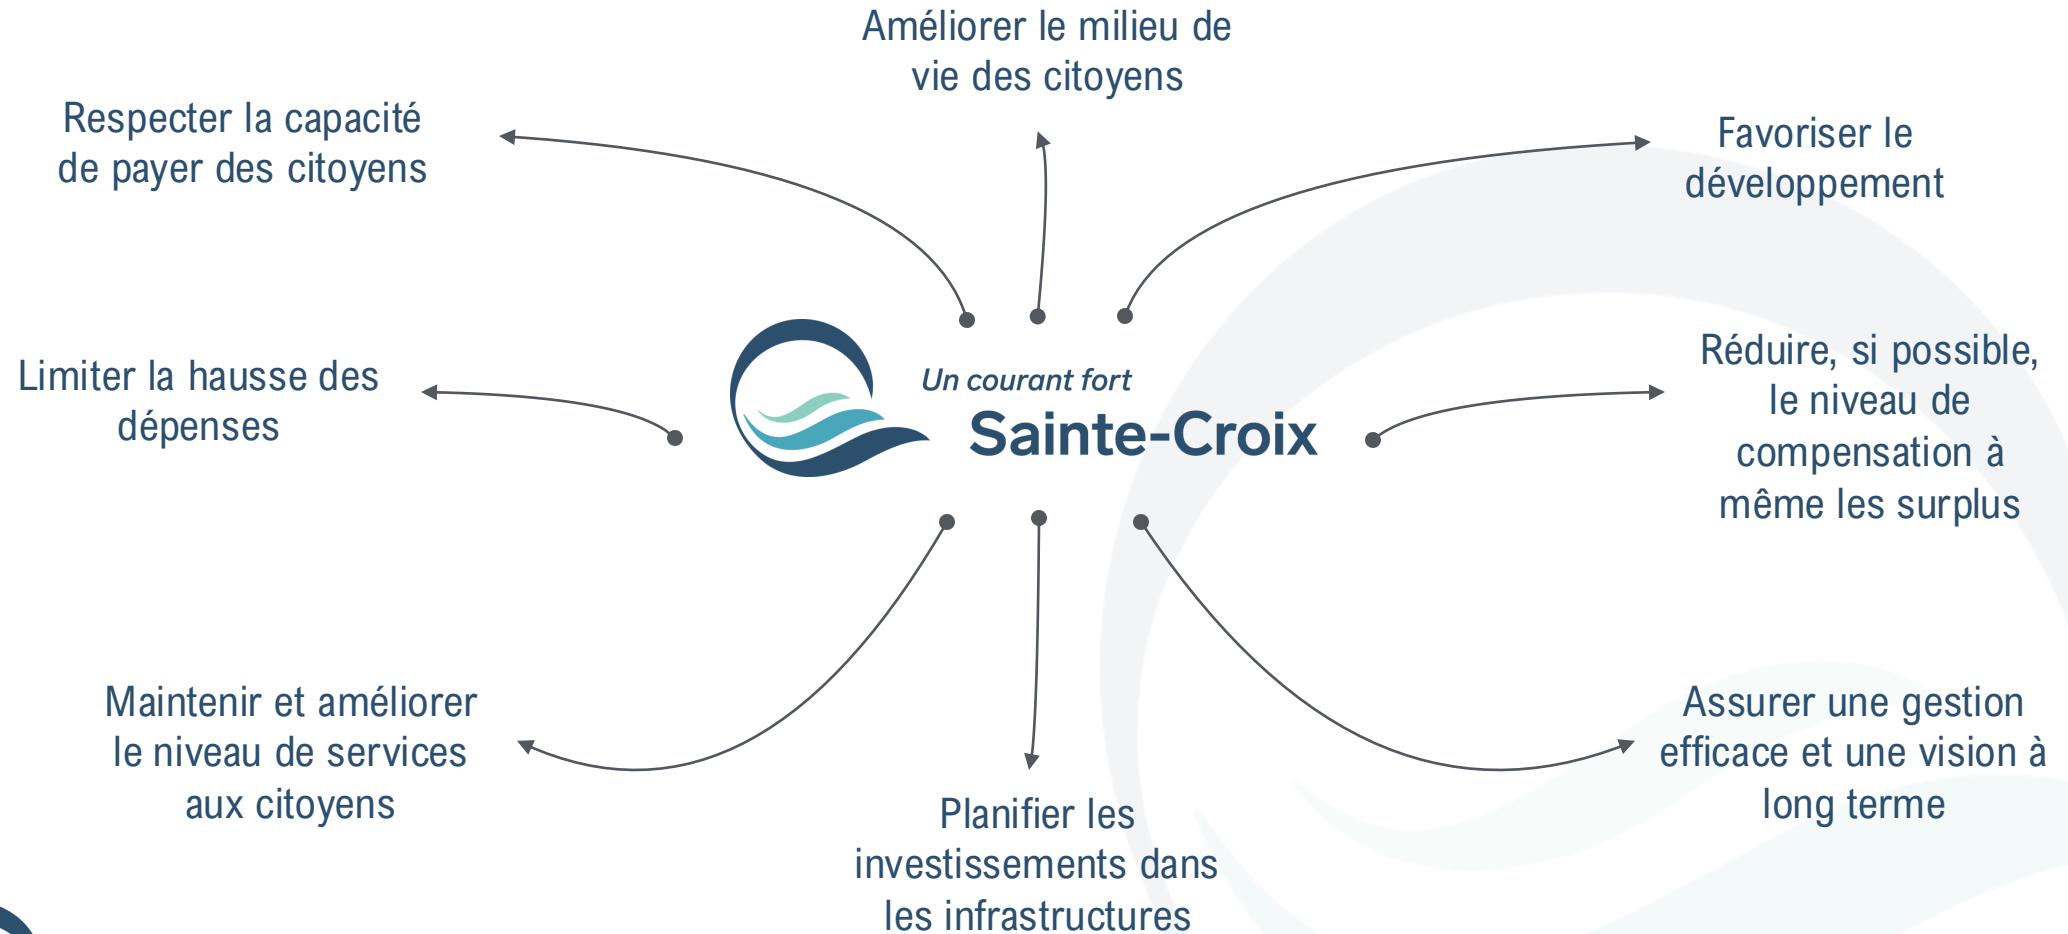 Améliorer le milieu de
vie des citoyens
Respecter la capacité
de payer des citoyens
Favoriser le
développement
Limiter la hausse des
dépenses
Un courant fort
Sainte-Croix
Réduire, si possible,
le niveau de
compensation à
même les surplus
Maintenir et améliorer
le niveau de services
aux citoyens
Planifier les
investissements dans
les infrastructures
Assurer une gestion
efficace et une vision à
long terme